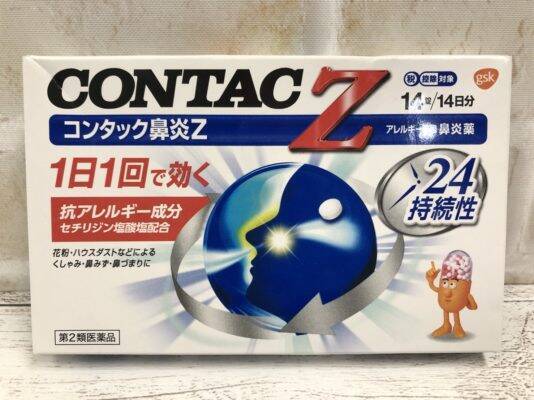 CONTAC Z
税 控除 対象
gsk
14錠/14日分
コンタック鼻炎Z
アレルギー専用鼻炎薬
1日1回で効く
抗アレルギー成分
セチリジン塩酸塩配合
花粉・ハウスダストなどによる
くしゃみ・鼻みず・鼻づまりに
24
持続性
第2類医薬品